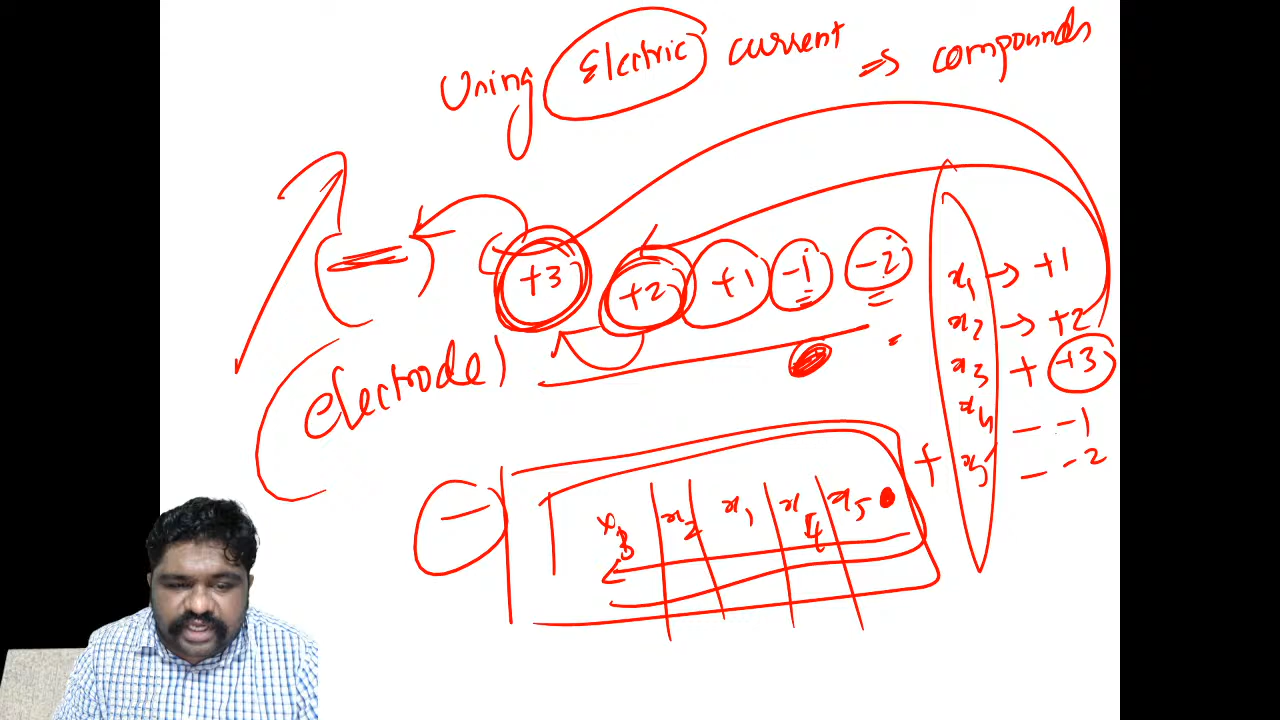 Using Electric current ⇒ compounds
+3 +2 +1 -1 -2
x1 → +1
x2 → +2
x3 + +3
x4 - -1
x5 - -2
electrode
x3 x2 x1 x4 x5